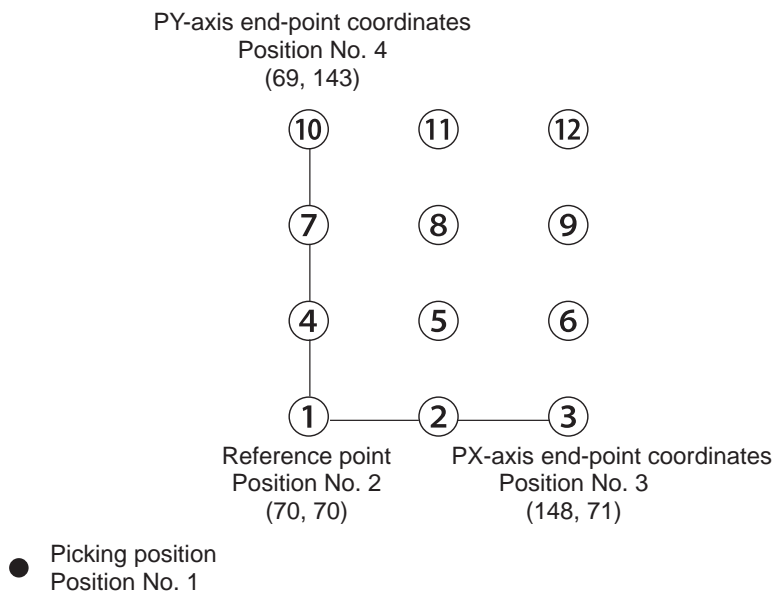 PY-axis end-point coordinates
Position No. 4
(69, 143)
10 11 12
7 8 9
4 5 6
1 2 3
Reference point
Position No. 2
(70, 70)
PX-axis end-point coordinates
Position No. 3
(148, 71)
Picking position
Position No. 1